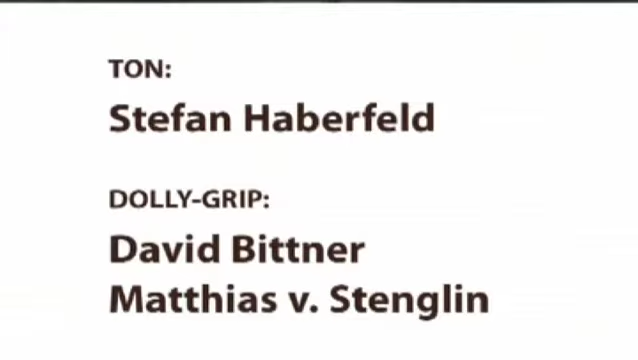 TON:
Stefan Haberfeld
DOLLY-GRIP:
David Bittner
Matthias v. Stenglin